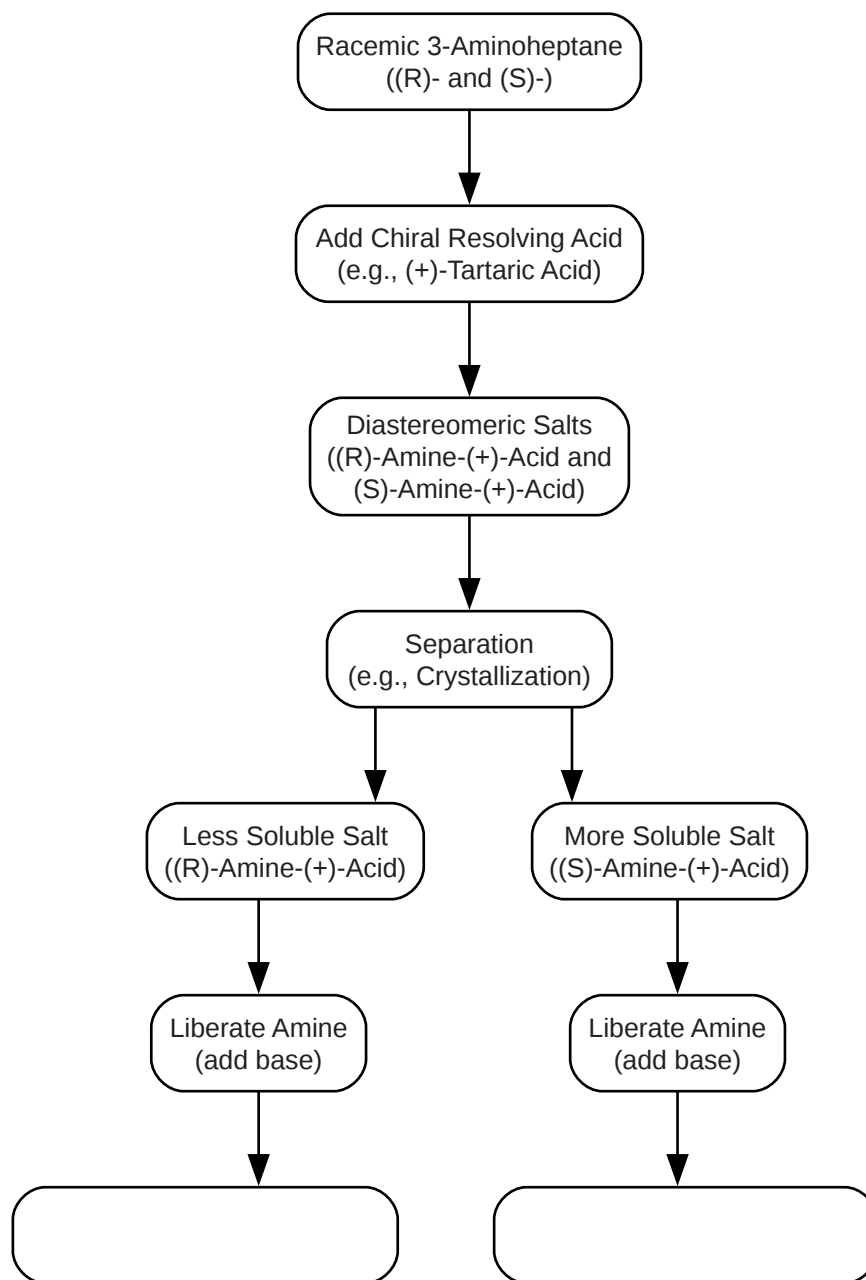 Racemic 3-Aminoheptane
((R)- and (S)-)
Add Chiral Resolving Acid
(e.g., (+)-Tartaric Acid)
Diastereomeric Salts
((R)-Amine-(+)-Acid and
(S)-Amine-(+)-Acid)
Separation
(e.g., Crystallization)
Less Soluble Salt
((R)-Amine-(+)-Acid)
More Soluble Salt
((S)-Amine-(+)-Acid)
Liberate Amine
(add base)
Liberate Amine
(add base)